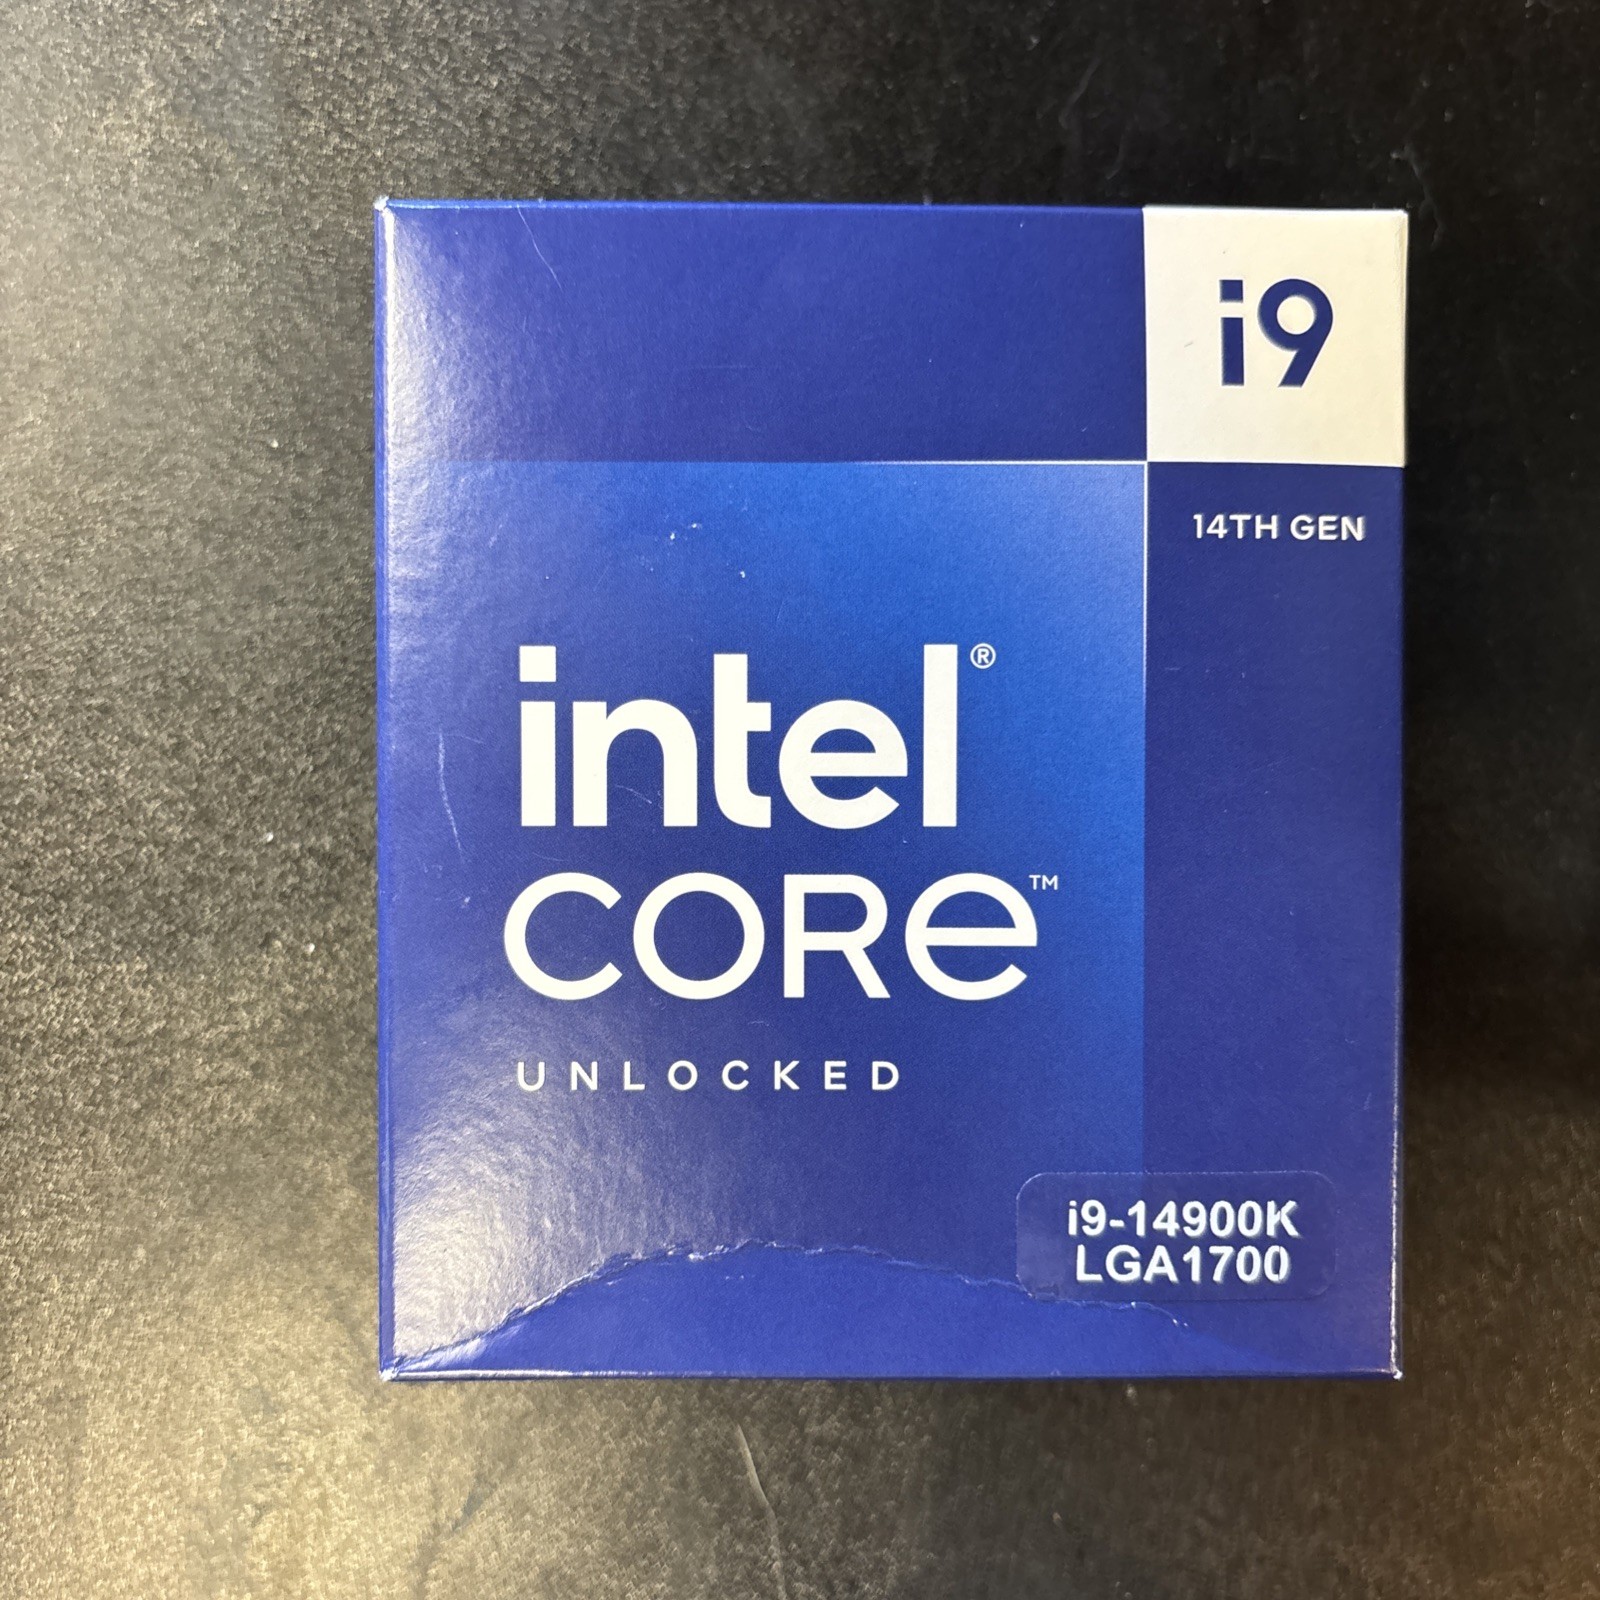 i9
14TH GEN
intel®
CORe™
UNLOCKED
i9-14900K
LGA1700